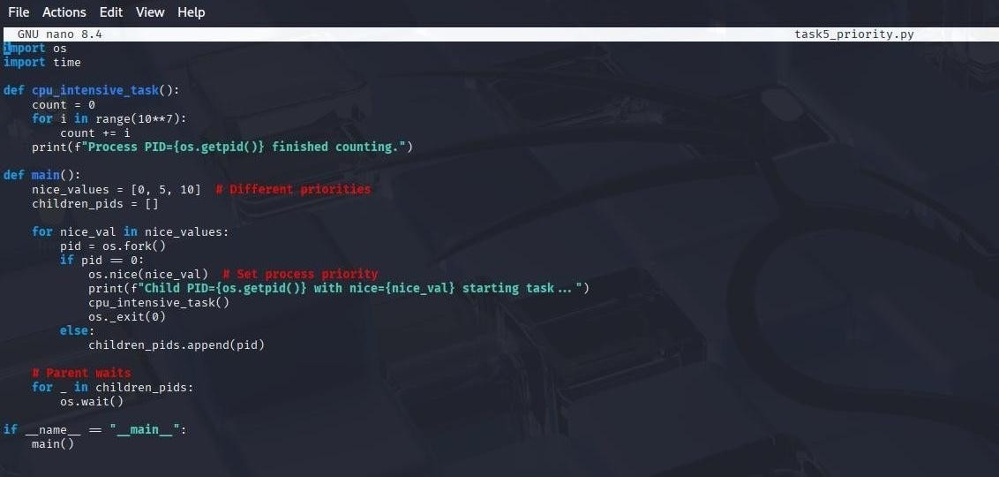 File Actions Edit View Help
GNU nano 8.4 task5_priority.py
import os
import time
def cpu_intensive_task():
    count = 0
    for i in range(10**7):
        count += i
    print(f"Process PID={os.getpid()} finished counting.")
def main():
    nice_values = [0, 5, 10]  # Different priorities
    children_pids = []
    for nice_val in nice_values:
        pid = os.fork()
        if pid == 0:
            os.nice(nice_val)  # Set process priority
            print(f"Child PID={os.getpid()} with nice={nice_val} starting task...")
            cpu_intensive_task()
            os._exit(0)
        else:
            children_pids.append(pid)
    # Parent waits
    for _ in children_pids:
        os.wait()
if __name__ == "__main__":
    main()